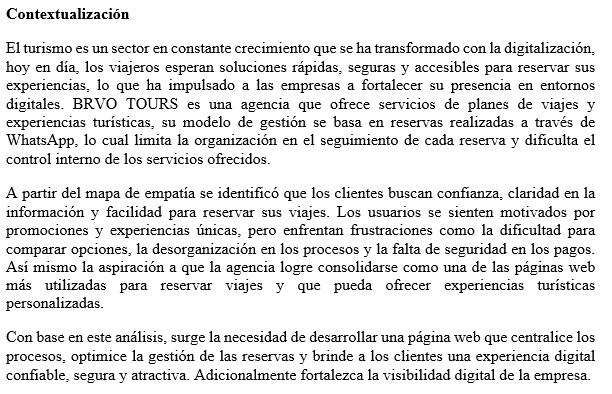 Contextualización
El turismo es un sector en constante crecimiento que se ha transformado con la digitalización,
hoy en día, los viajeros esperan soluciones rápidas, seguras y accesibles para reservar sus
experiencias, lo que ha impulsado a las empresas a fortalecer su presencia en entornos
digitales. BRVO TOURS es una agencia que ofrece servicios de planes de viajes y
experiencias turísticas, su modelo de gestión se basa en reservas realizadas a través de
WhatsApp, lo cual limita la organización en el seguimiento de cada reserva y dificulta el
control interno de los servicios ofrecidos.
A partir del mapa de empatía se identificó que los clientes buscan confianza, claridad en la
información y facilidad para reservar sus viajes. Los usuarios se sienten motivados por
promociones y experiencias únicas, pero enfrentan frustraciones como la dificultad para
comparar opciones, la desorganización en los procesos y la falta de seguridad en los pagos.
Así mismo la aspiración a que la agencia logre consolidarse como una de las páginas web
más utilizadas para reservar viajes y que pueda ofrecer experiencias turísticas
personalizadas.
Con base en este análisis, surge la necesidad de desarrollar una página web que centralice los
procesos, optimice la gestión de las reservas y brinde a los clientes una experiencia digital
confiable, segura y atractiva. Adicionalmente fortalezca la visibilidad digital de la empresa.